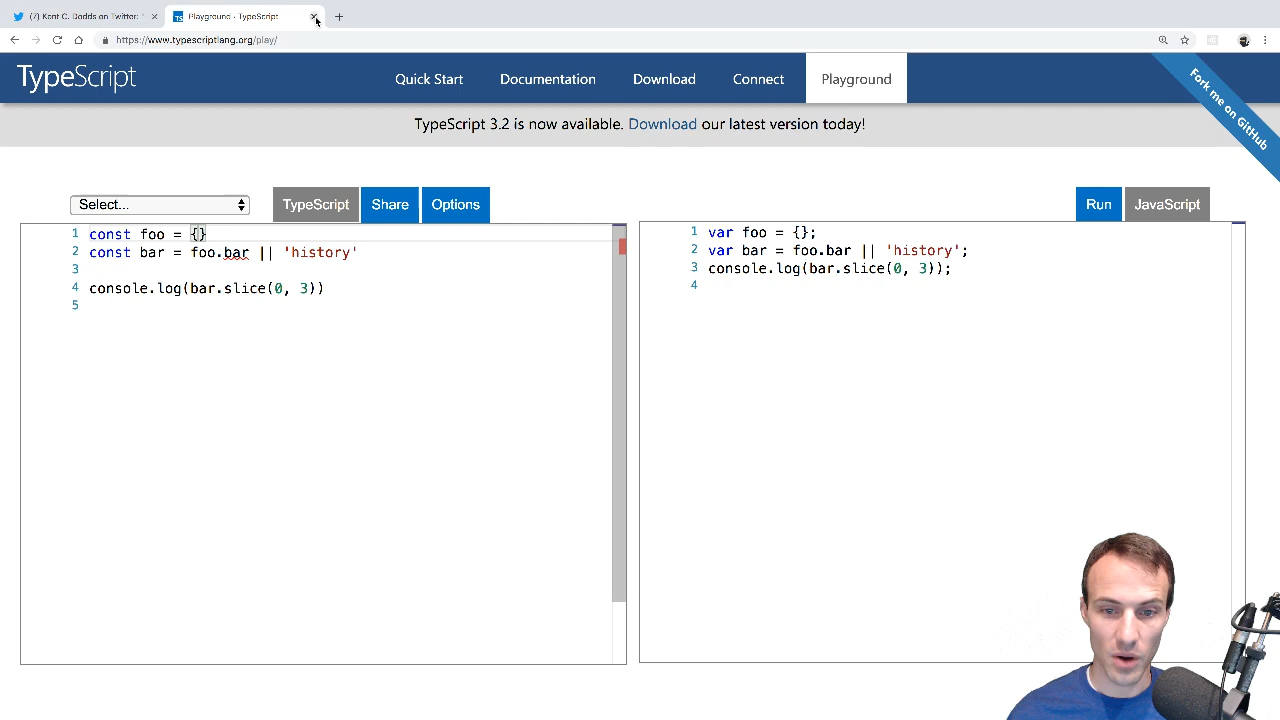 (7) Kent C. Dodds on Twitter: "
Playground · TypeScript
https://www.typescriptlang.org/play/
TypeScript
Quick Start
Documentation
Download
Connect
Playground
Fork me on GitHub
TypeScript 3.2 is now available. Download our latest version today!
Select...
TypeScript
Share
Options
Run
JavaScript
1 const foo = {}
2 const bar = foo.bar || 'history'
3
4 console.log(bar.slice(0, 3))
5
1 var foo = {};
2 var bar = foo.bar || 'history';
3 console.log(bar.slice(0, 3));
4